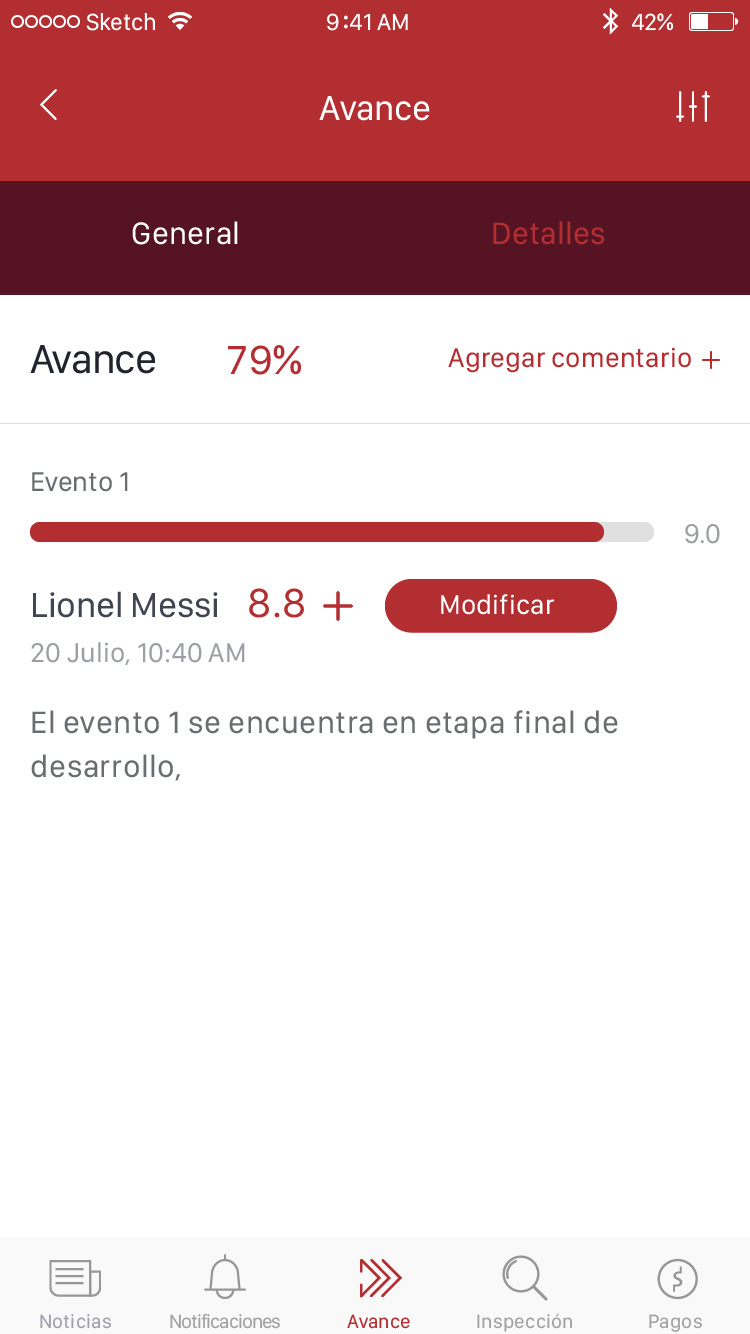 Sketch 9:41 AM 42%
Avance
General Detalles
Avance 79% Agregar comentario +
Evento 1
9.0
Lionel Messi 8.8 + Modificar
20 Julio, 10:40 AM
El evento 1 se encuentra en etapa final de
desarrollo,
Noticias Notificaciones Avance Inspección Pagos